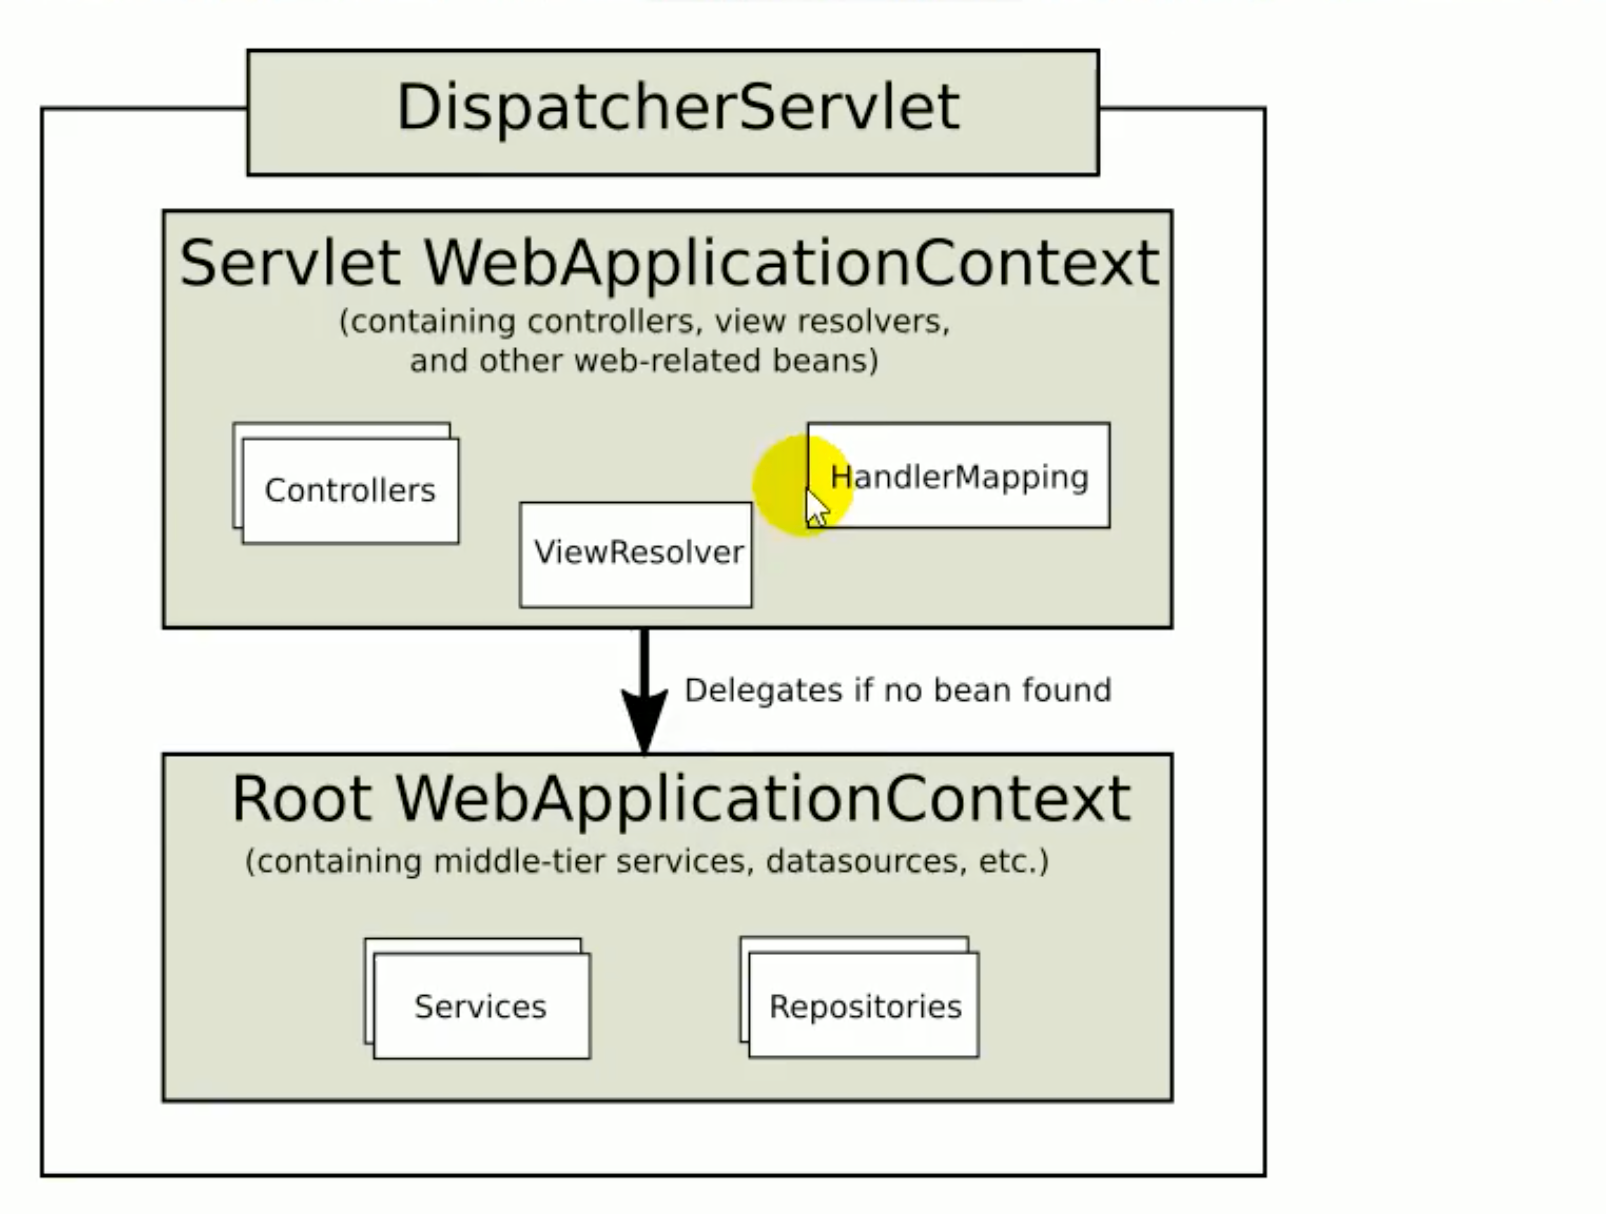 DispatcherServlet
Servlet WebApplicationContext
(containing controllers, view resolvers,
and other web-related beans)
Controllers
HandlerMapping
ViewResolver
Delegates if no bean found
Root WebApplicationContext
(containing middle-tier services, datasources, etc.)
Services
Repositories